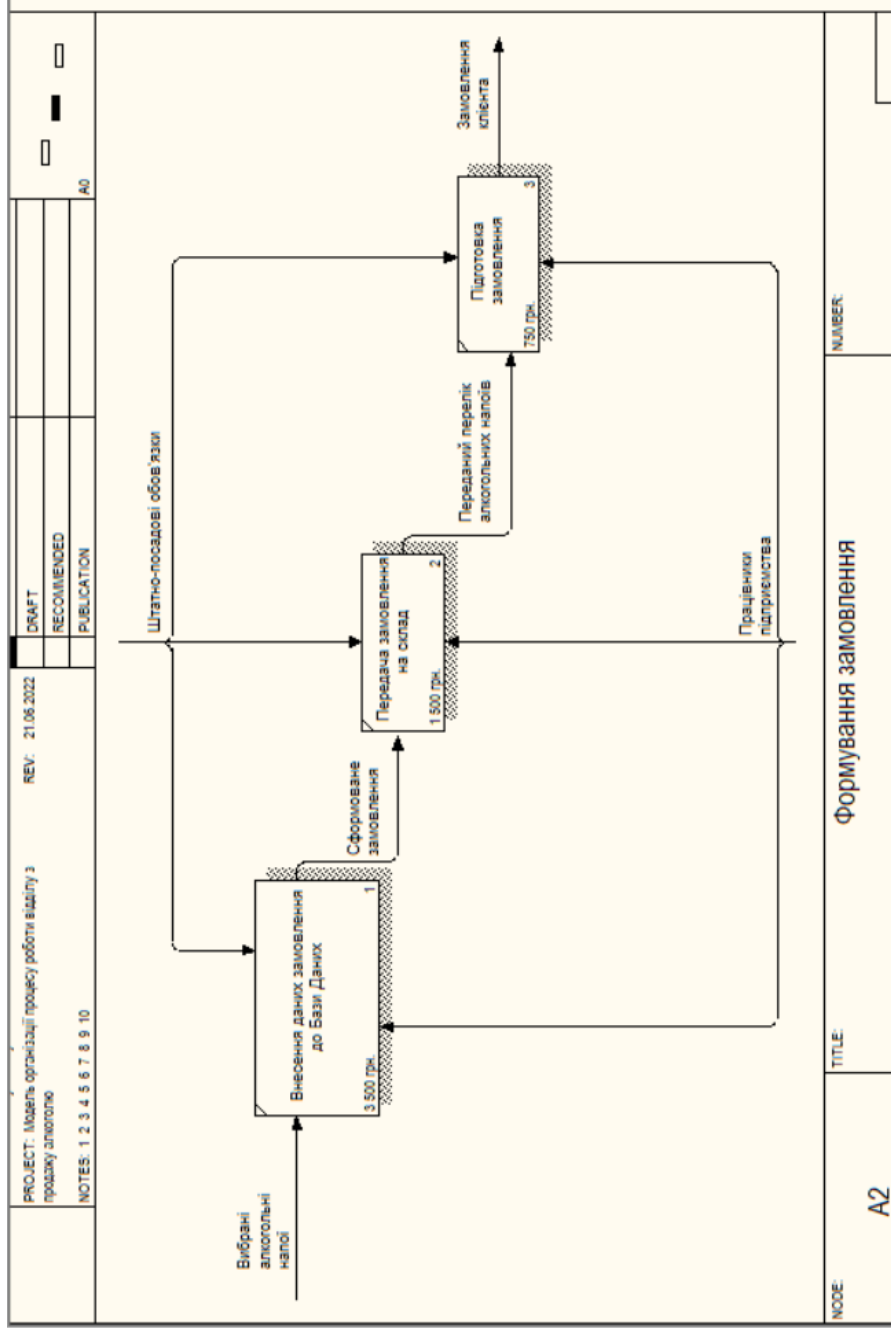 PROJECT: Модель організації процесу роботи відділу з
продажу алкоголю
REV: 21.06.2022
DRAFT
RECOMMENDED
PUBLICATION
NOTES: 1 2 3 4 5 6 7 8 9 10
A0
Штатно-посадові обов'язки
Вибрані
алкогольні
напої
Внесення даних замовлення
до Бази Даних
3 500 грн.
1
Сформоване
замовлення
Передача замовлення
на склад
1 500 грн.
2
Переданий перелік
алкогольних напоїв
Підготовка
замовлення
750 грн.
3
Замовлення
клієнта
Працівники
підприємства
NODE:
A2
TITLE:
Формування замовлення
NUMBER: